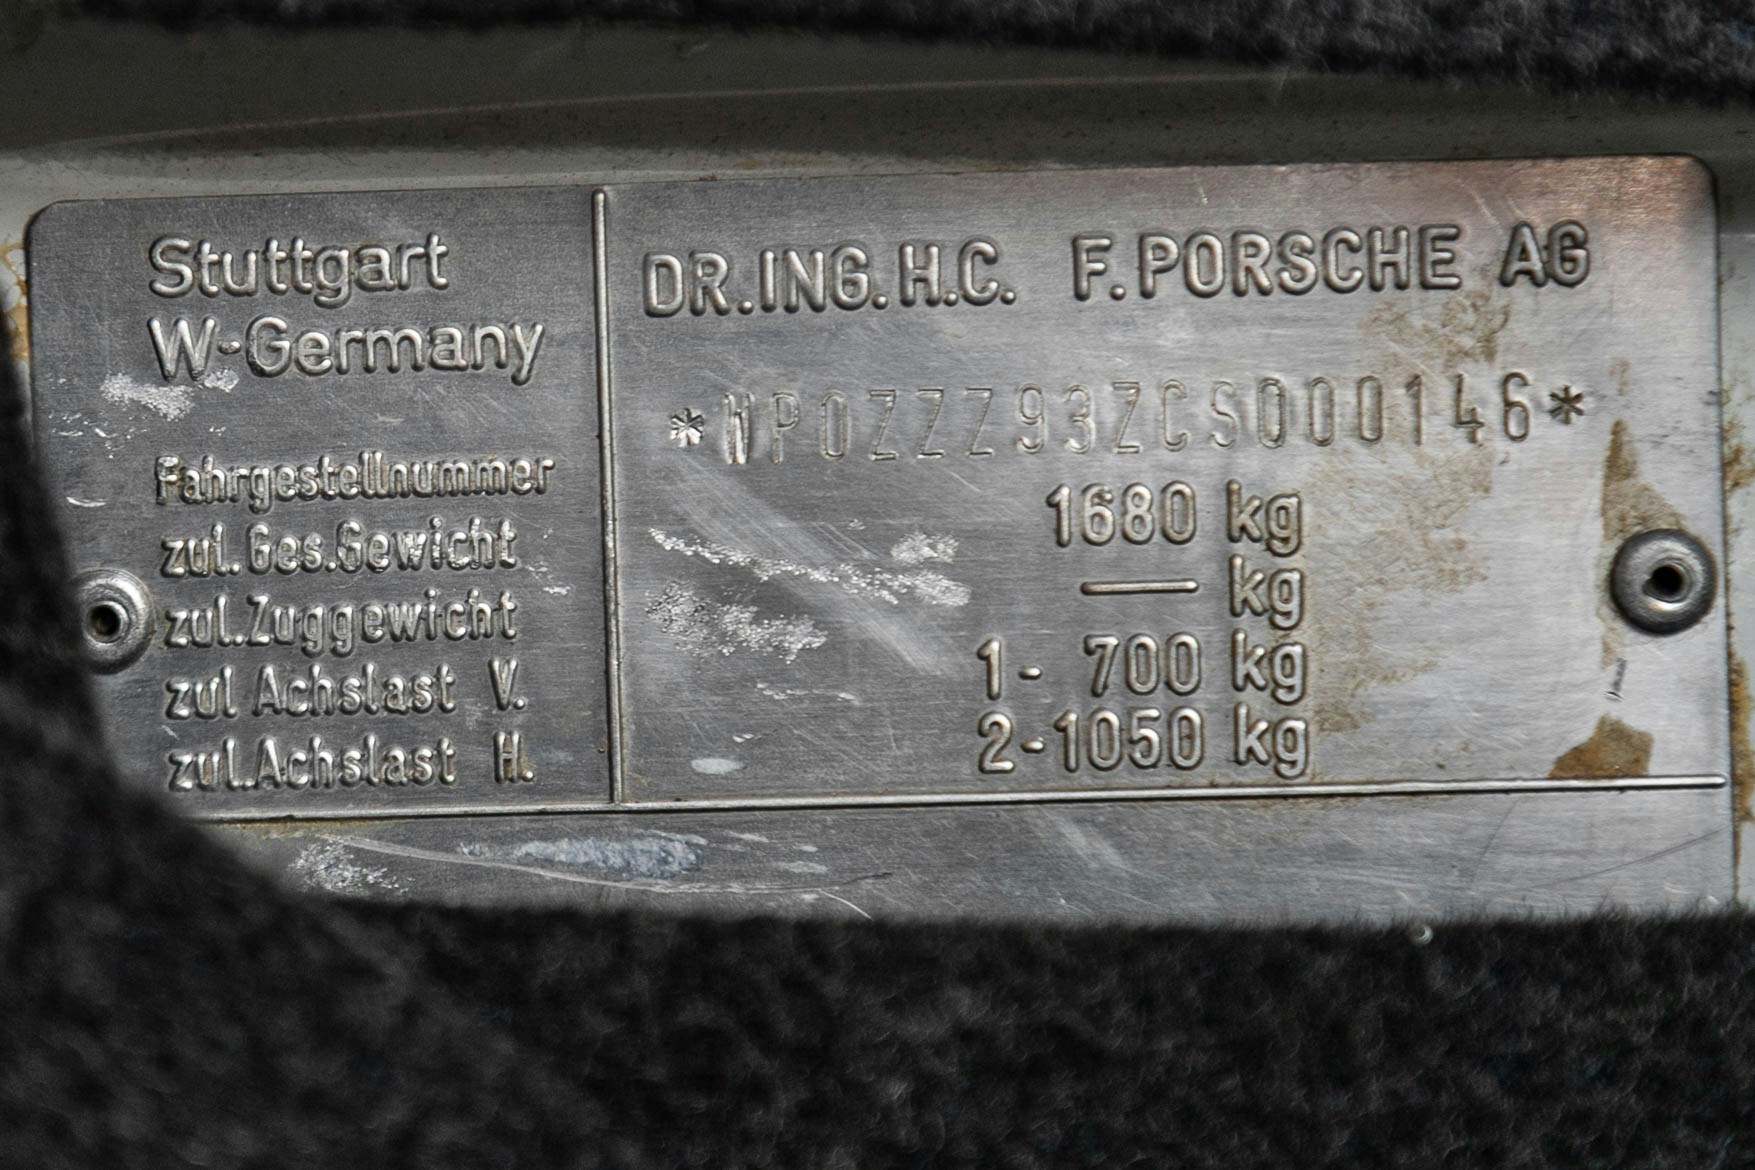 Stuttgart
W-Germany
DR.ING.H.C. F.PORSCHE AG
Fahrgestellnummer
*WP0ZZZ93ZCS000146*
zul. Ges.Gewicht
1680 kg
zul.Zuggewicht
— kg
zul Achslast V.
1- 700 kg
zul.Achslast H.
2-1050 kg